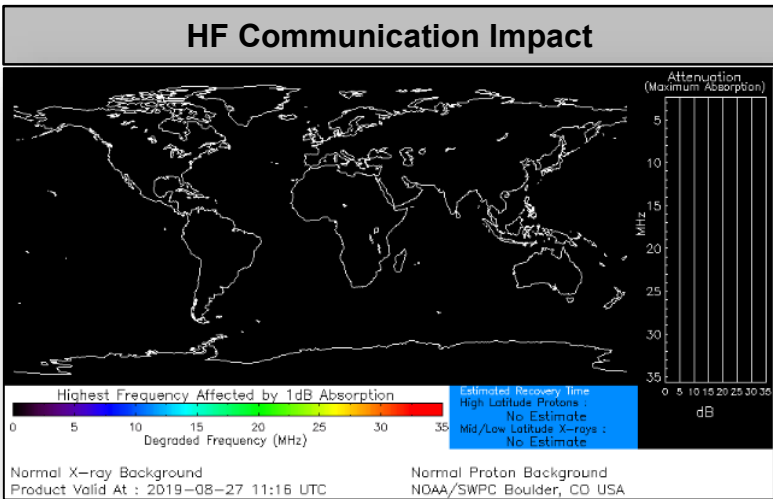 HF Communication Impact
Attenuation
(Maximum Absorption)
5
10
15
20
25
30
35
MHz
0 5 10 15 20 25 30 35
dB
Highest Frequency Affected by 1dB Absorption
0 5 10 15 20 25 30 35
Degraded Frequency (MHz)
Estimated Recovery Time
High Latitude Protons :
No Estimate
Mid/Low Latitude X-rays :
No Estimate
Normal X-ray Background
Product Valid At : 2019-08-27 11:16 UTC
Normal Proton Background
NOAA/SWPC Boulder, CO USA